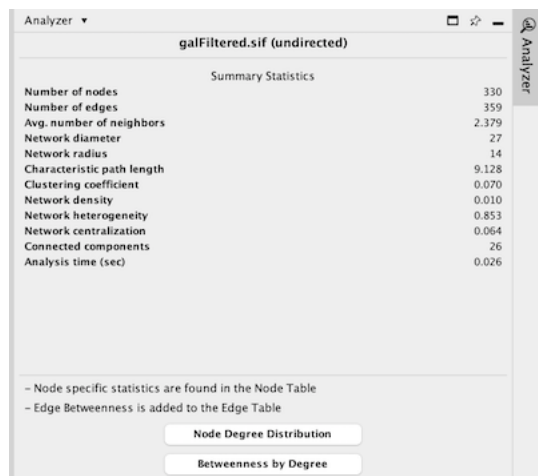 Analyzer ▼
Analyzer
galFiltered.sif (undirected)
Summary Statistics
Number of nodes 330
Number of edges 359
Avg. number of neighbors 2.379
Network diameter 27
Network radius 14
Characteristic path length 9.128
Clustering coefficient 0.070
Network density 0.010
Network heterogeneity 0.853
Network centralization 0.064
Connected components 26
Analysis time (sec) 0.026
- Node specific statistics are found in the Node Table
- Edge Betweenness is added to the Edge Table
Node Degree Distribution
Betweenness by Degree